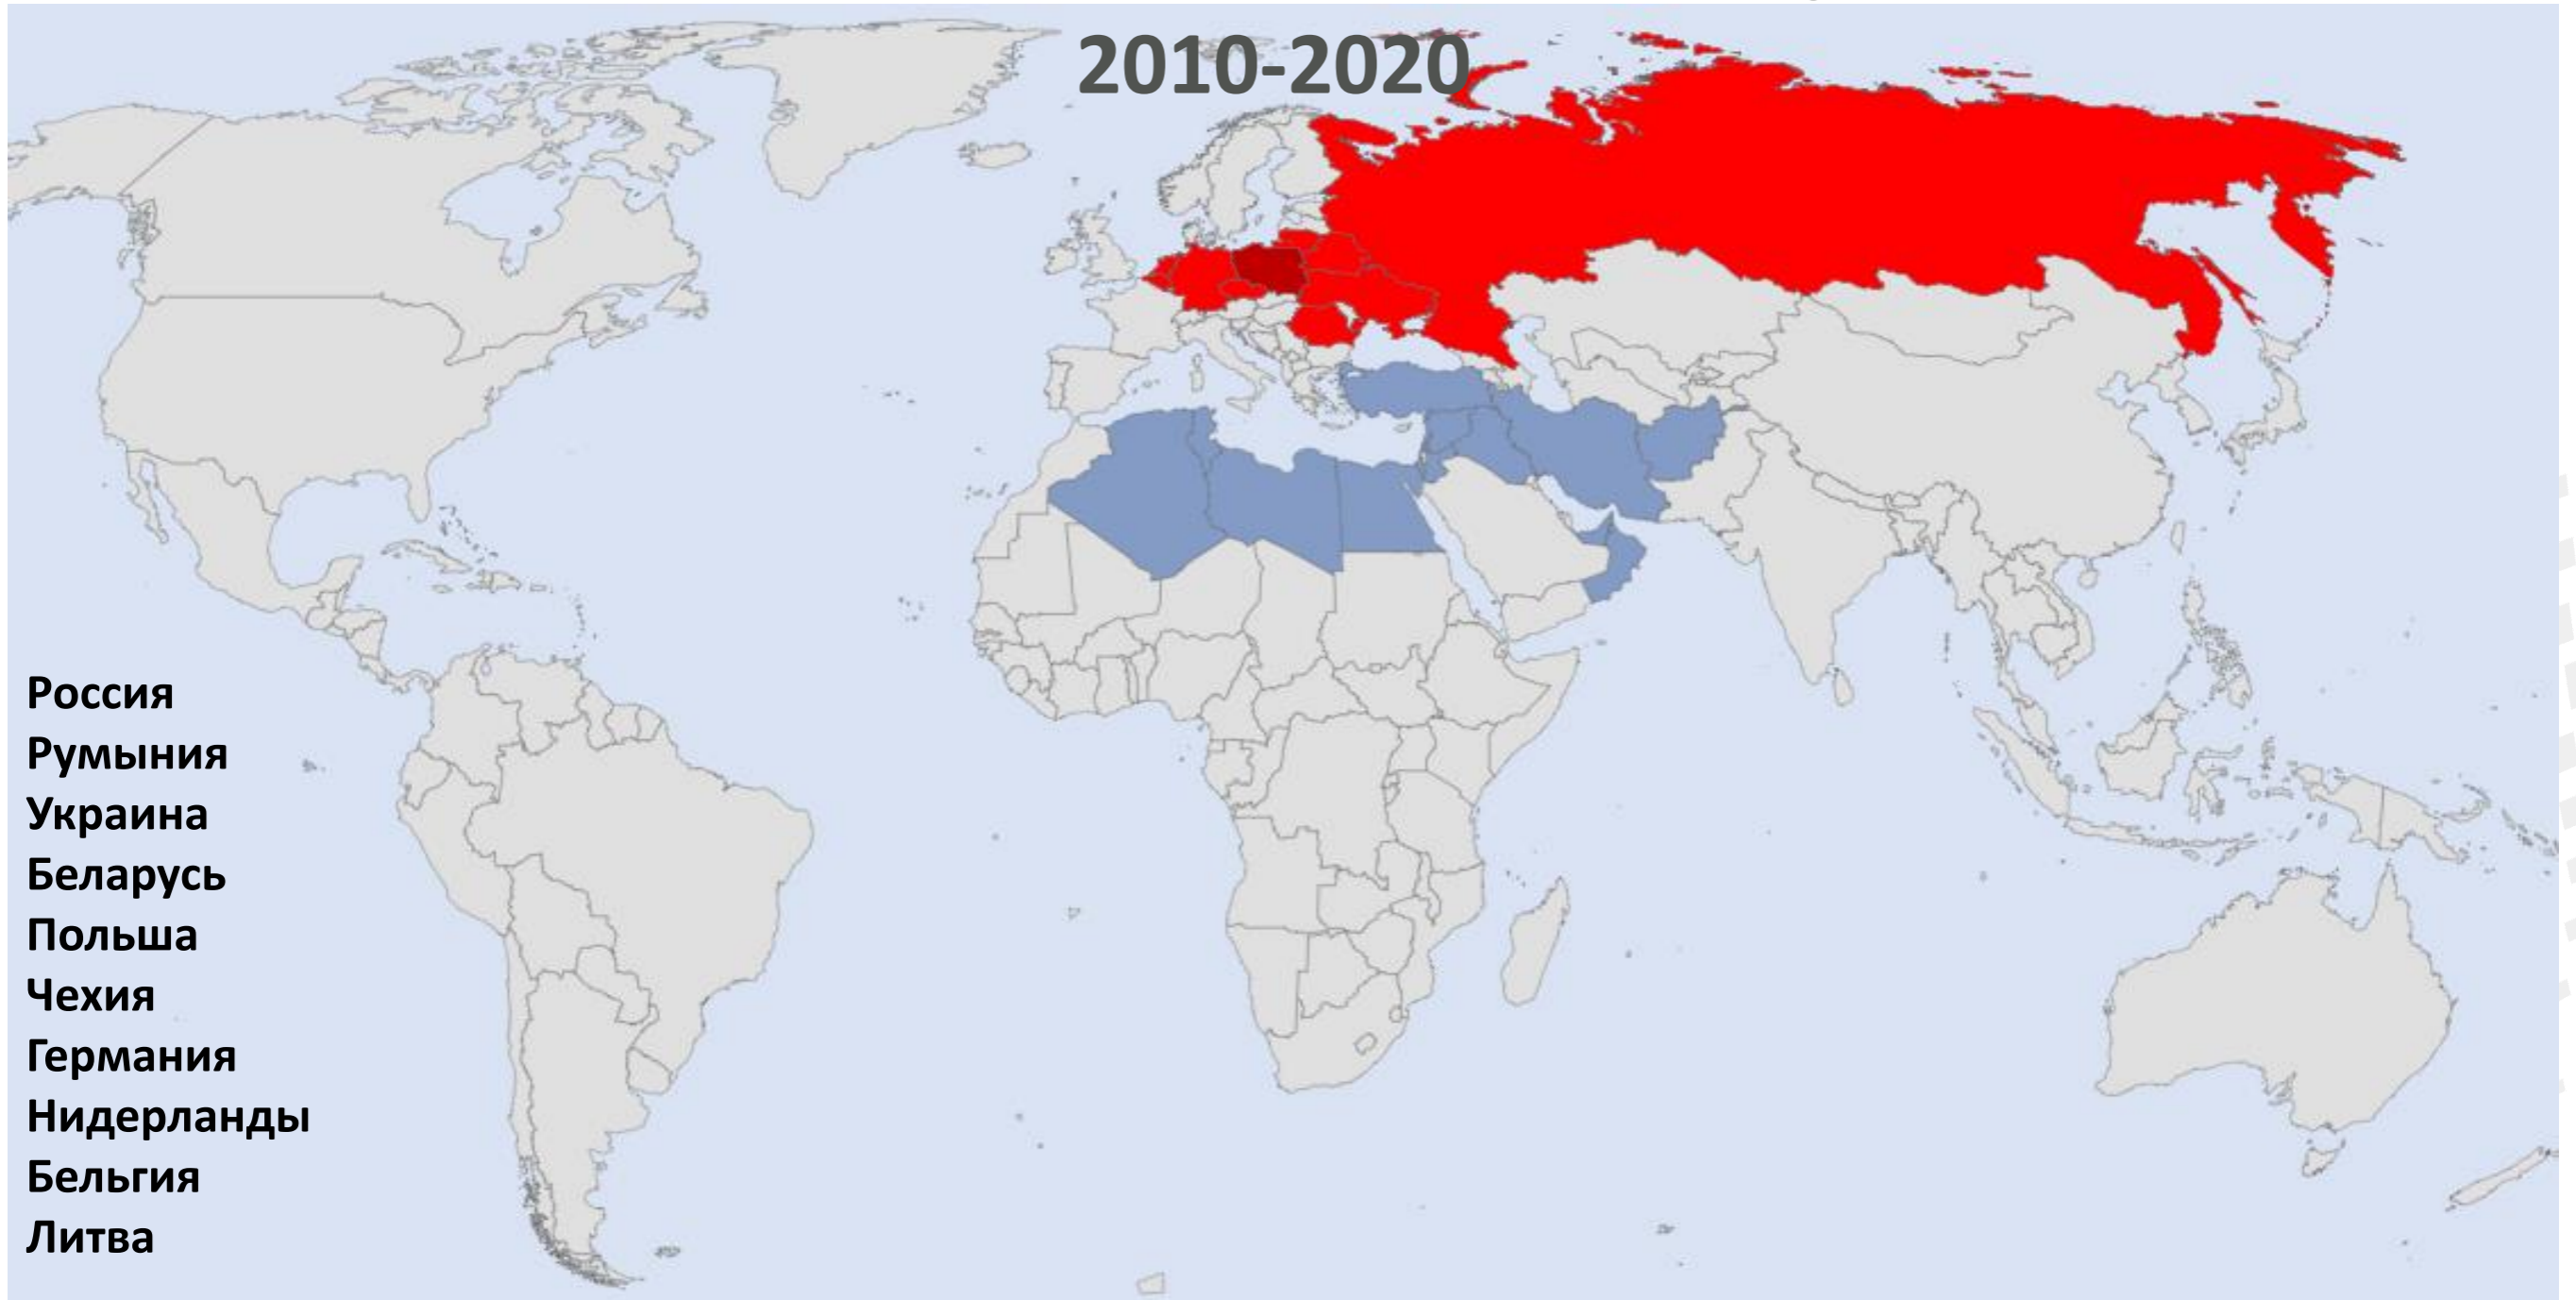 2010-2020
Россия
Румыния
Украина
Беларусь
Польша
Чехия
Германия
Нидерланды
Бельгия
Литва